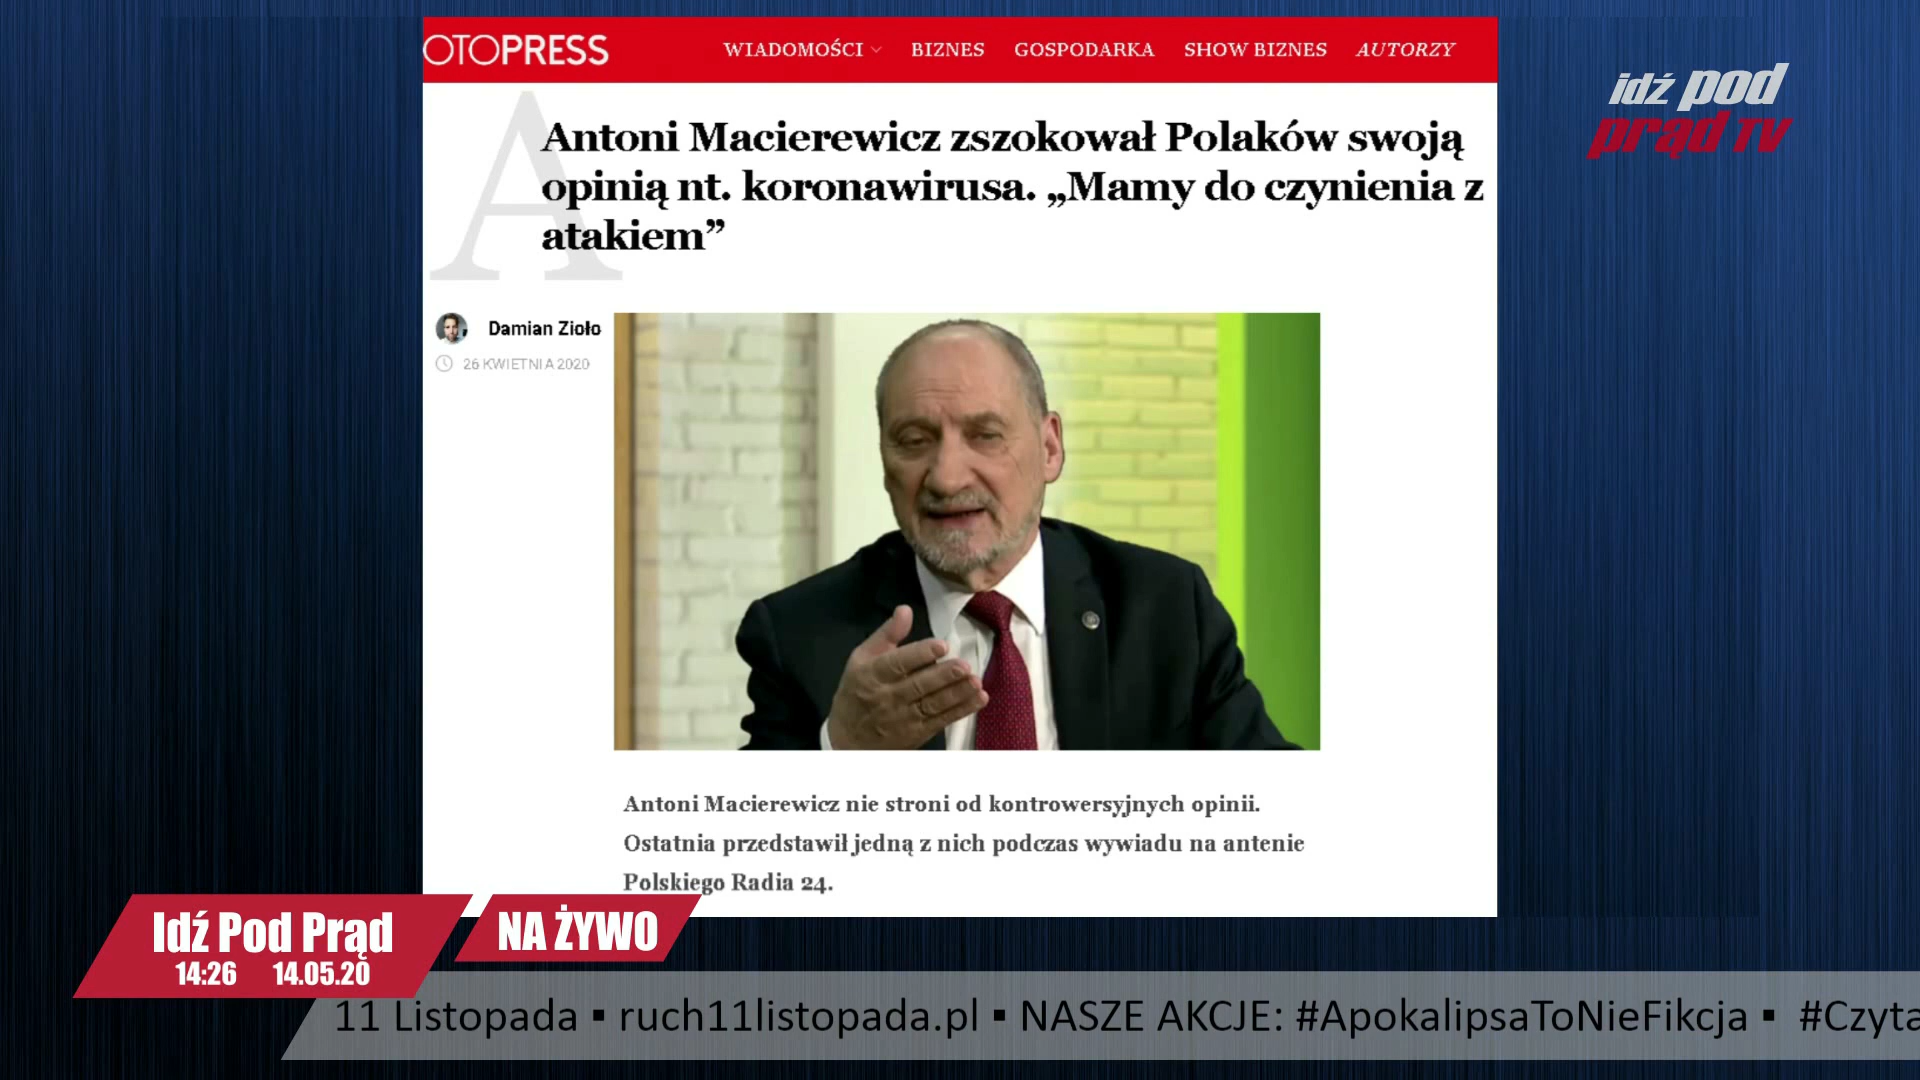 OTOPRESS
WIADOMOŚCI BIZNES GOSPODARKA SHOW BIZNES AUTORZY
idź pod
prąd TV
A
Antoni Macierewicz zszokował Polaków swoją
opinią nt. koronawirusa. „Mamy do czynienia z
atakiem”
Damian Zioło
26 KWIETNIA 2020
Antoni Macierewicz nie stroni od kontrowersyjnych opinii.
Ostatnia przedstawił jedną z nich podczas wywiadu na antenie
Polskiego Radia 24.
Idź Pod Prąd
NA ŻYWO
14:26 14.05.20
11 Listopada ▪ ruch11listopada.pl ▪ NASZE AKCJE: #ApokalipsaToNieFikcja ▪ #Czyta